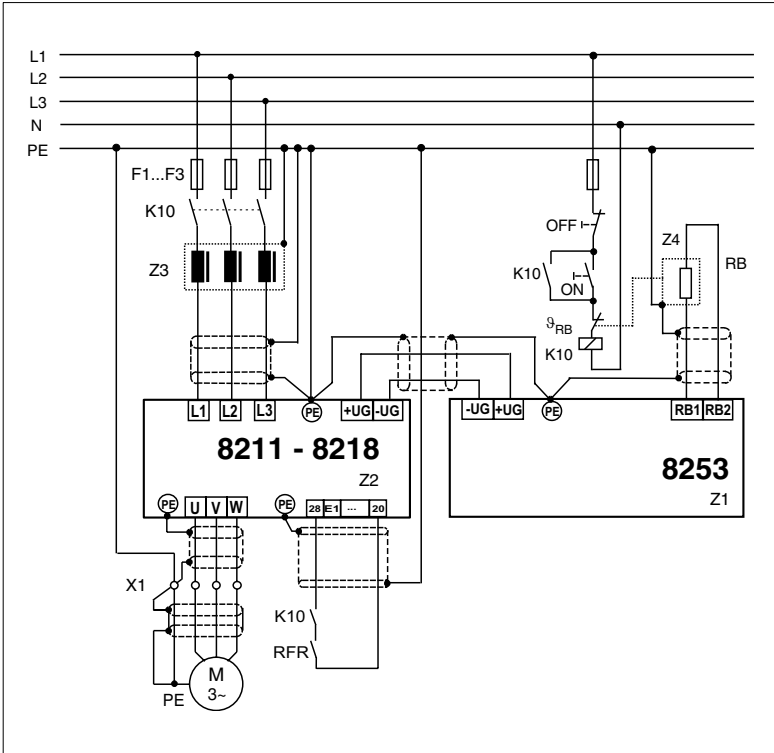 L1
L2
L3
N
PE
F1...F3
K10
Z3
OFF
K10
ON
ϑRB
K10
Z4
RB
L1 L2 L3 PE +UG -UG
-UG +UG PE RB1 RB2
8211 - 8218
Z2
8253
Z1
PE U V W PE 28 E1 ... 20
X1
K10
RFR
M
3~
PE